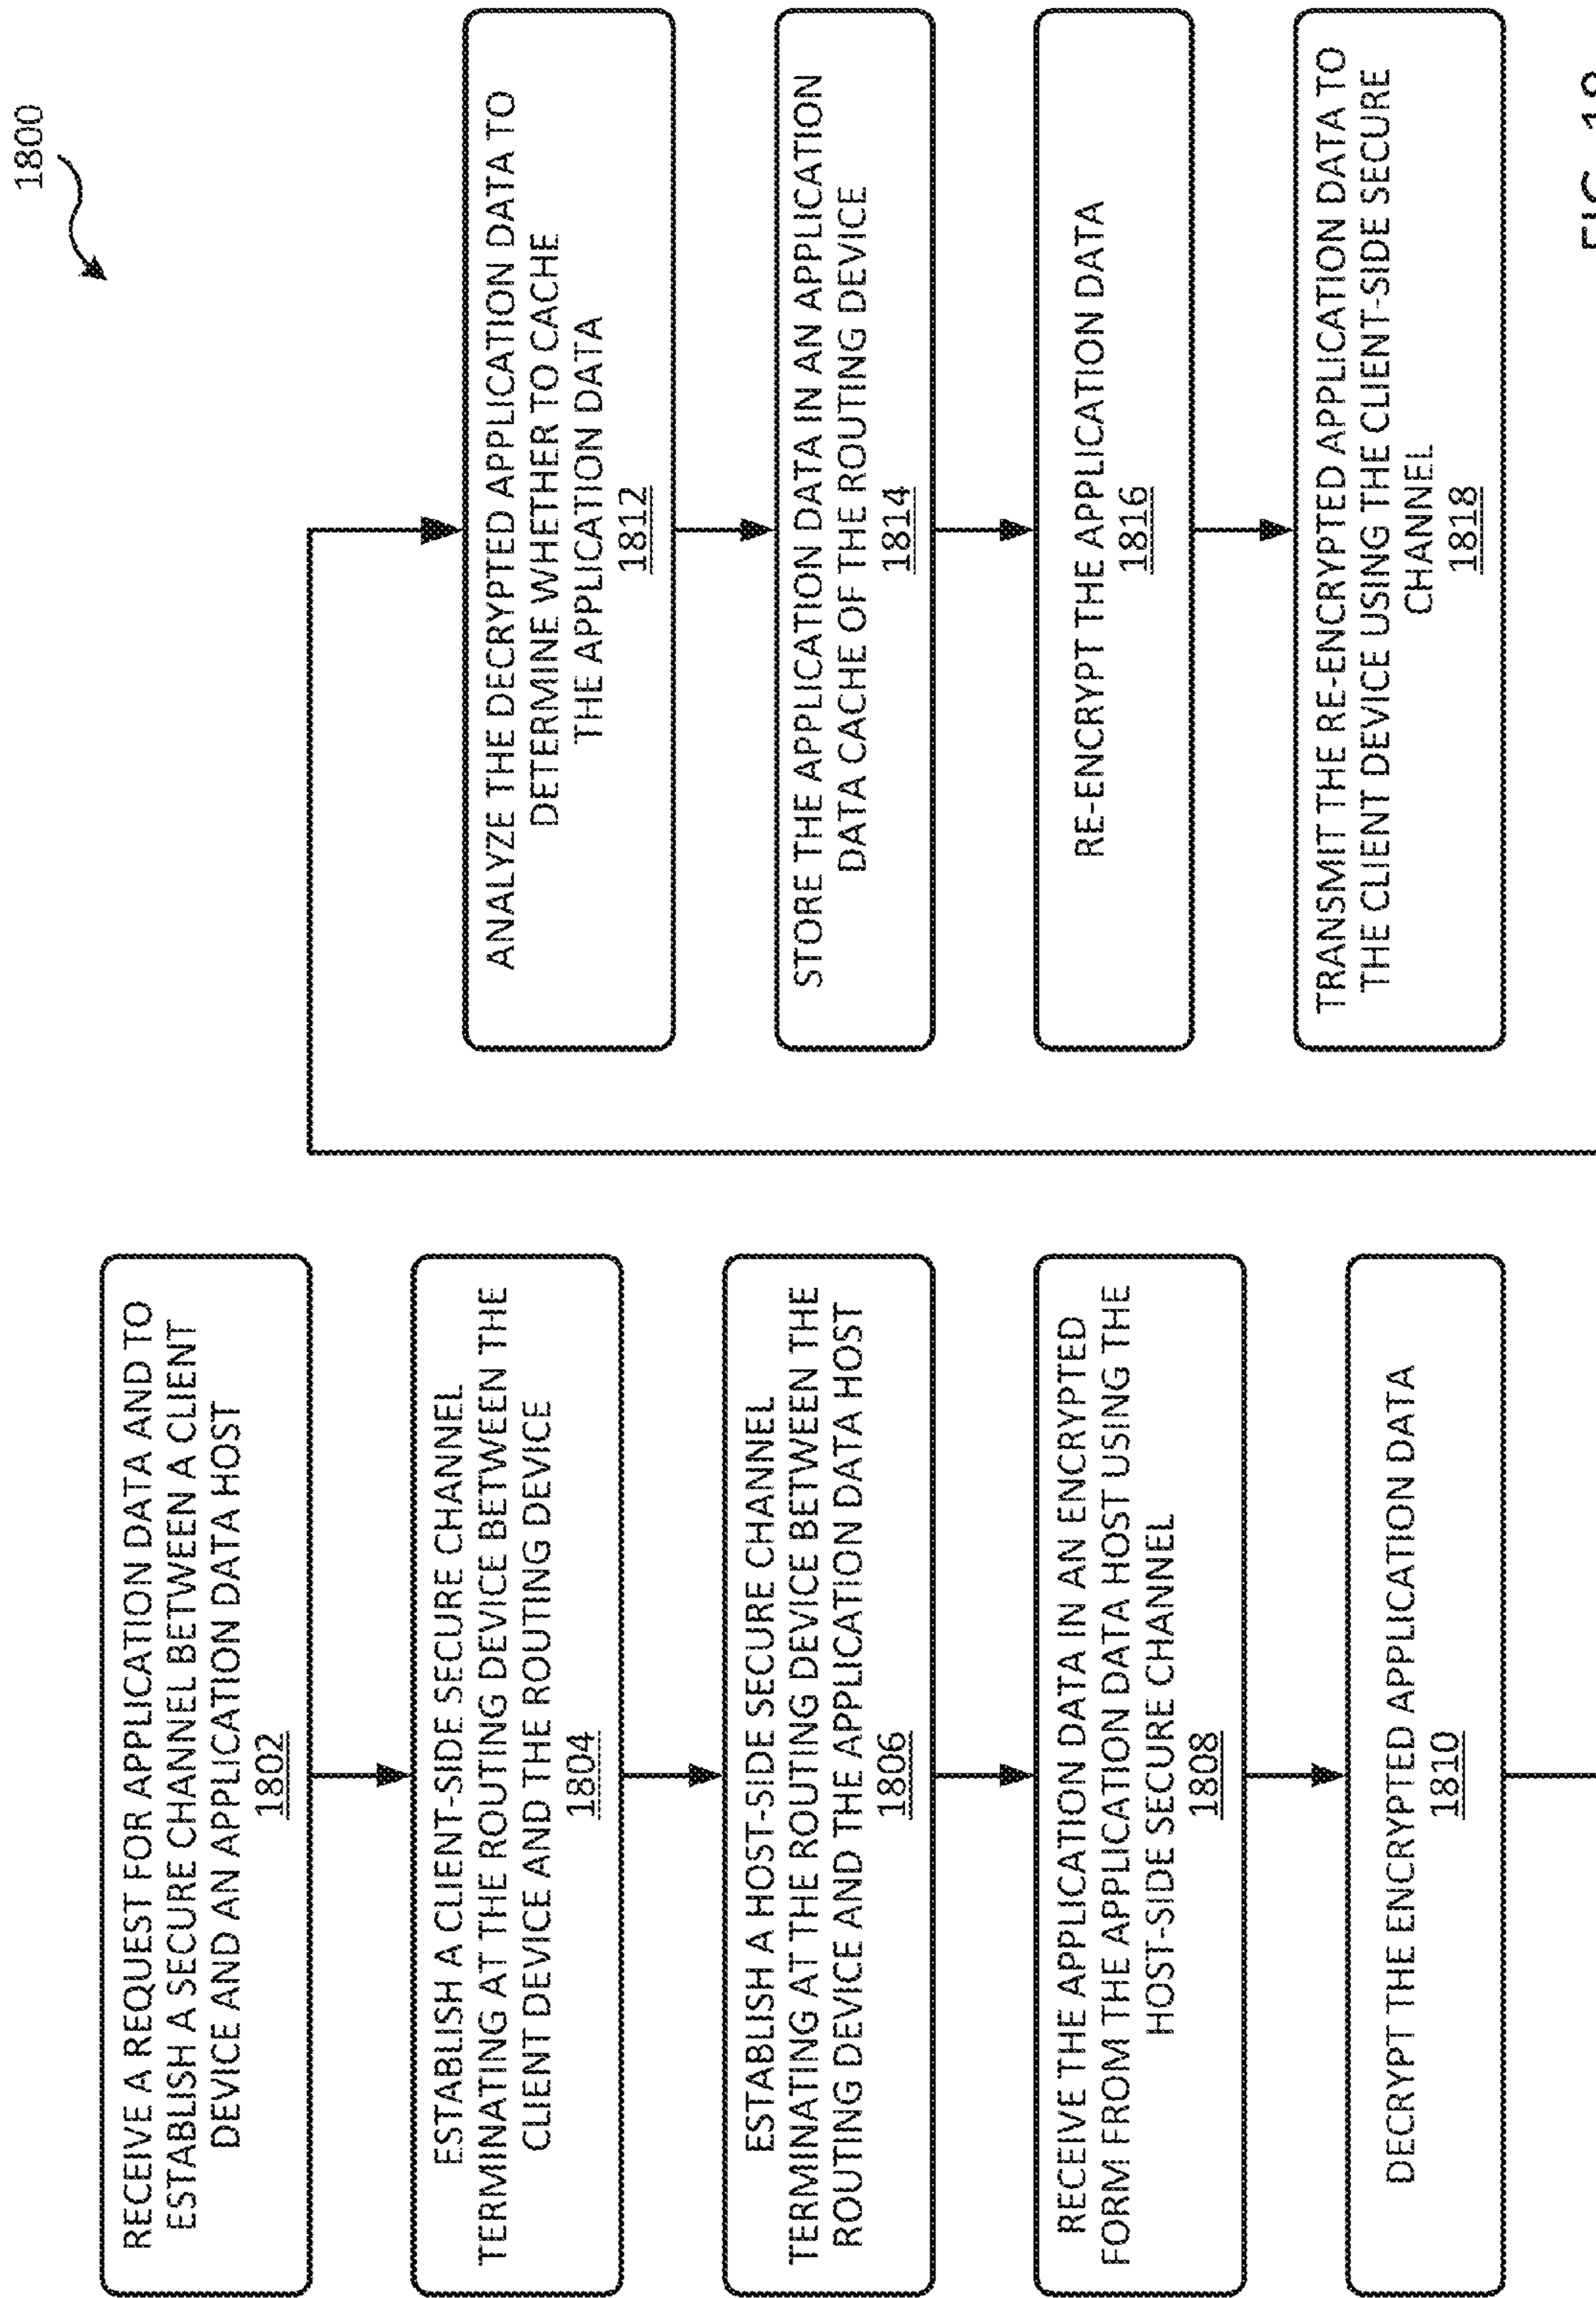 1800
RECEIVE A REQUEST FOR APPLICATION DATA AND TO
ESTABLISH A SECURE CHANNEL BETWEEN A CLIENT
DEVICE AND AN APPLICATION DATA HOST
1802
ESTABLISH A CLIENT-SIDE SECURE CHANNEL
TERMINATING AT THE ROUTING DEVICE BETWEEN THE
CLIENT DEVICE AND THE ROUTING DEVICE
1804
ESTABLISH A HOST-SIDE SECURE CHANNEL
TERMINATING AT THE ROUTING DEVICE BETWEEN THE
ROUTING DEVICE AND THE APPLICATION DATA HOST
1806
RECEIVE THE APPLICATION DATA IN AN ENCRYPTED
FORM FROM THE APPLICATION DATA HOST USING THE
HOST-SIDE SECURE CHANNEL
1808
DECRYPT THE ENCRYPTED APPLICATION DATA
1810
ANALYZE THE DECRYPTED APPLICATION DATA TO
DETERMINE WHETHER TO CACHE
THE APPLICATION DATA
1812
STORE THE APPLICATION DATA IN AN APPLICATION
DATA CACHE OF THE ROUTING DEVICE
1814
RE-ENCRYPT THE APPLICATION DATA
1816
TRANSMIT THE RE-ENCRYPTED APPLICATION DATA TO
THE CLIENT DEVICE USING THE CLIENT-SIDE SECURE
CHANNEL
1818